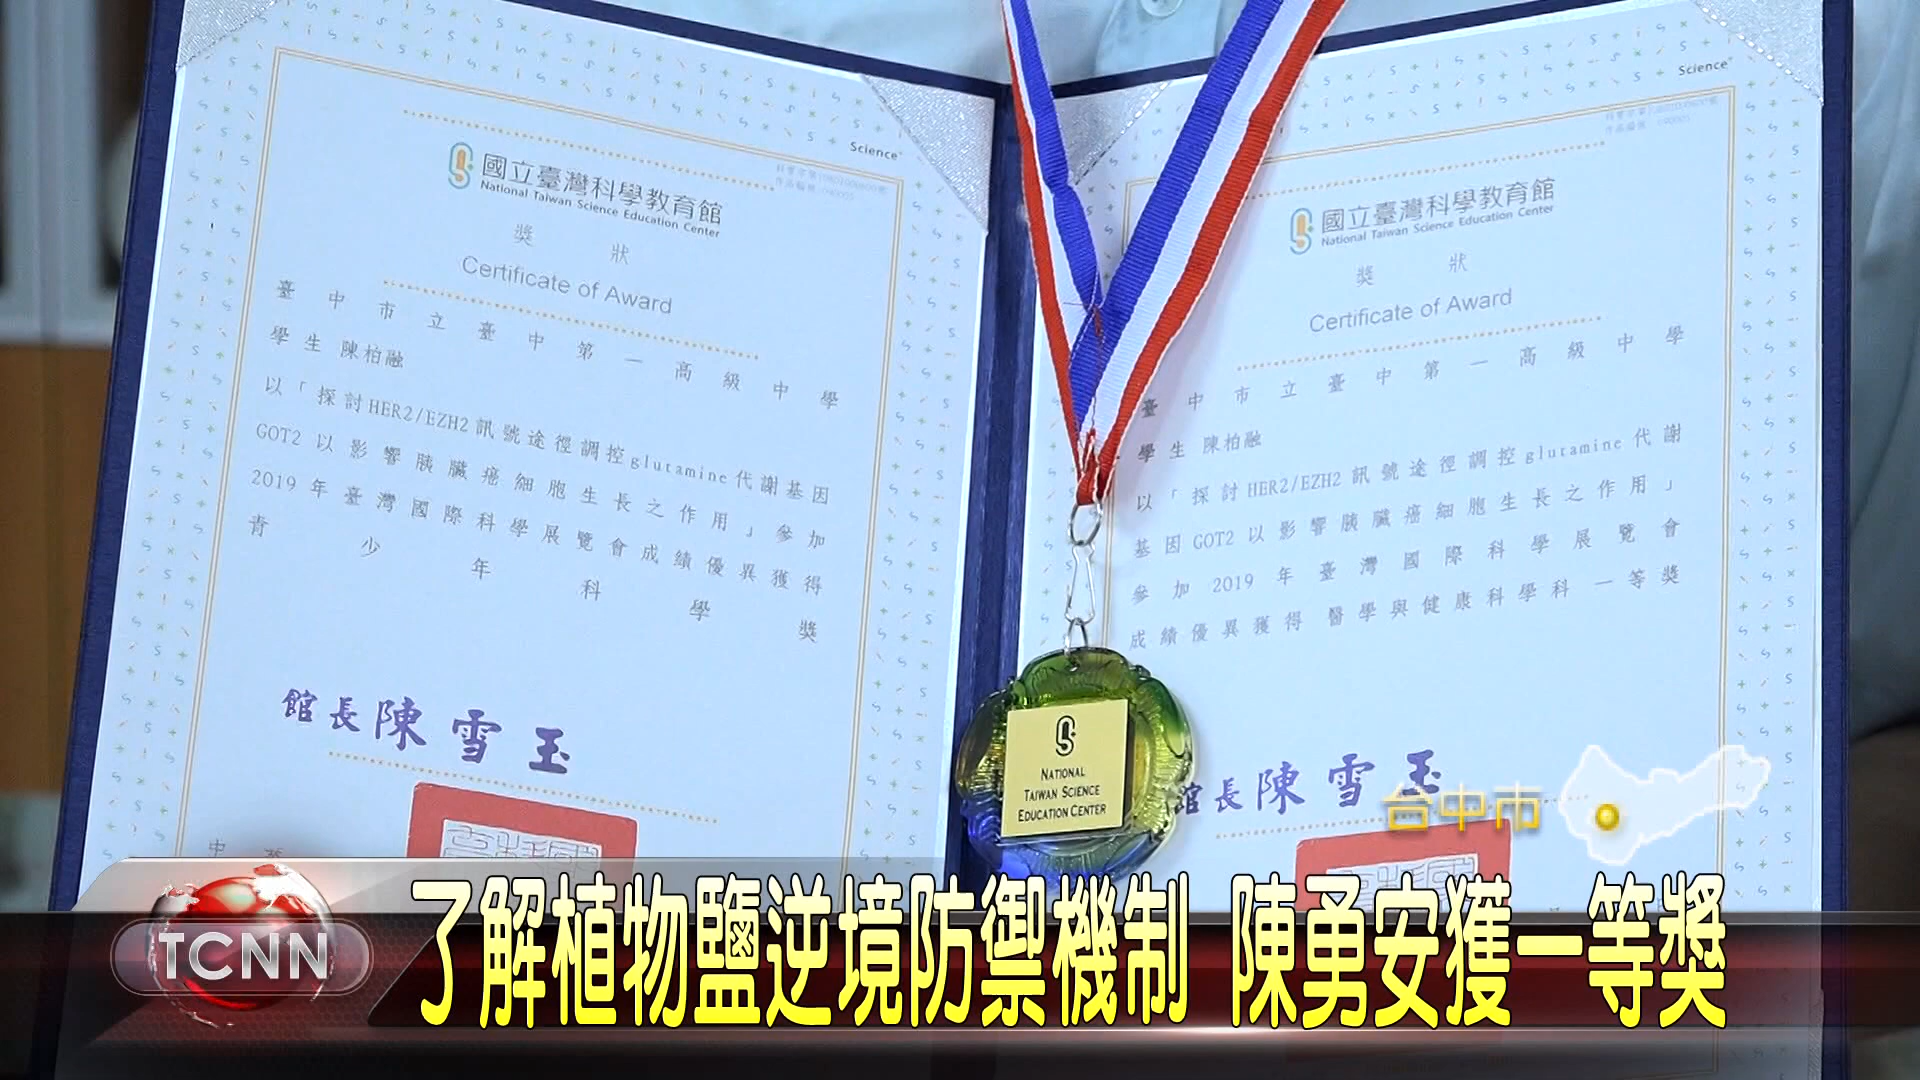 Science
國立臺灣科學教育館
National Taiwan Science Education Center
獎 狀
Certificate of Award
臺中市立臺中第一高級中學
學生 陳柏融
以「探討HER2/EZH2訊號途徑調控glutamine代謝基因
GOT2以影響胰臟癌細胞生長之作用」參加
2019年臺灣國際科學展覽會成績優異獲得
青少年科學獎
館長 陳雪玉
Science
國立臺灣科學教育館
National Taiwan Science Education Center
獎 狀
Certificate of Award
臺中市立臺中第一高級中學
學生 陳柏融
以「探討HER2/EZH2訊號途徑調控glutamine代謝
基因GOT2以影響胰臟癌細胞生長之作用」
參加2019年臺灣國際科學展覽會
成績優異獲得 醫學與健康科學科 一等獎
館長 陳雪玉
NATIONAL
TAIWAN SCIENCE
EDUCATION CENTER
台中市
TCNN
了解植物鹽逆境防禦機制 陳勇安獲一等獎